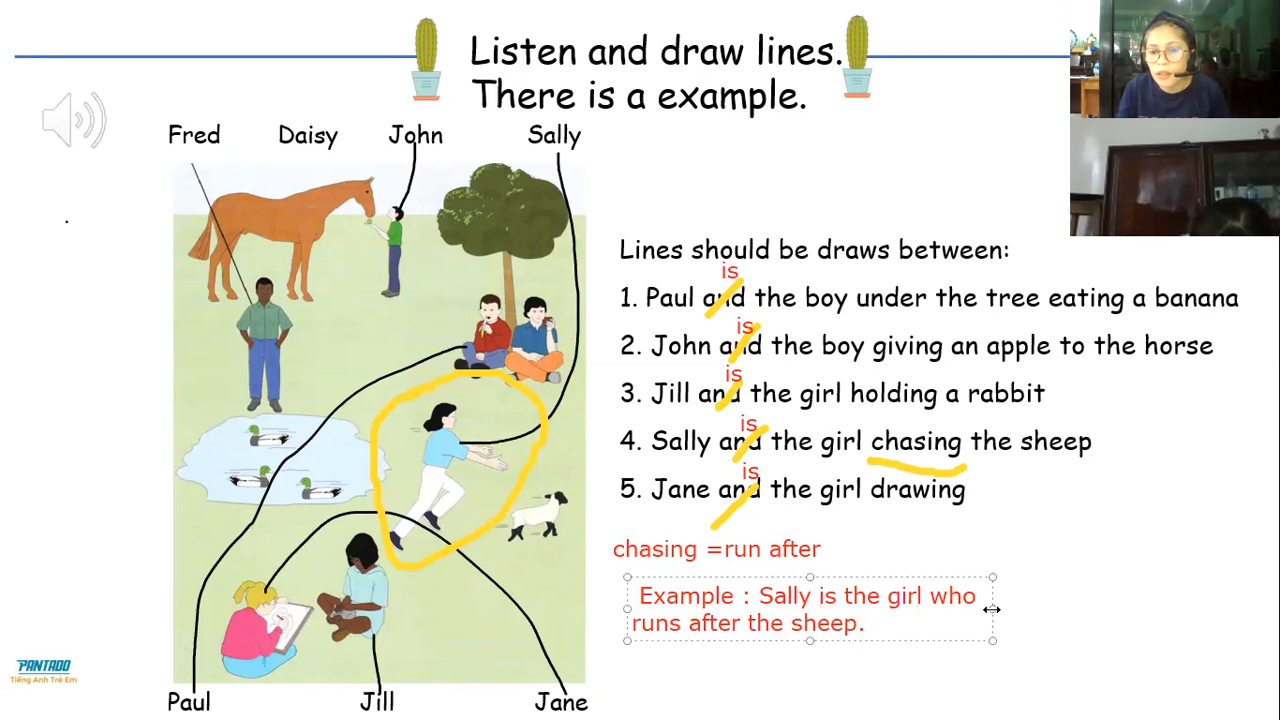 Listen and draw lines.
There is a example.
Fred Daisy John Sally
Lines should be draws between:
is
1. Paul and the boy under the tree eating a banana
is
2. John and the boy giving an apple to the horse
is
3. Jill and the girl holding a rabbit
is
4. Sally and the girl chasing the sheep
is
5. Jane and the girl drawing
chasing =run after
Example : Sally is the girl who
runs after the sheep.
PANTADO
Tiếng Anh Trẻ Em
Paul Jill Jane